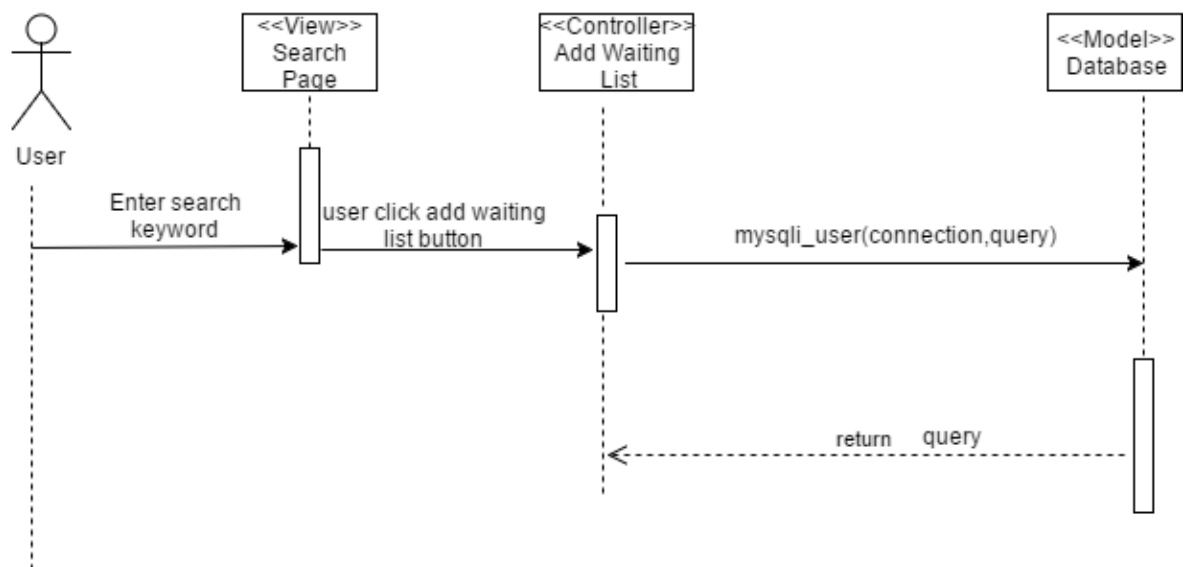 <<View>>
Search
Page
<<Controller>>
Add Waiting
List
<<Model>>
Database
User
Enter search
keyword
user click add waiting
list button
mysqli_user(connection,query)
return query